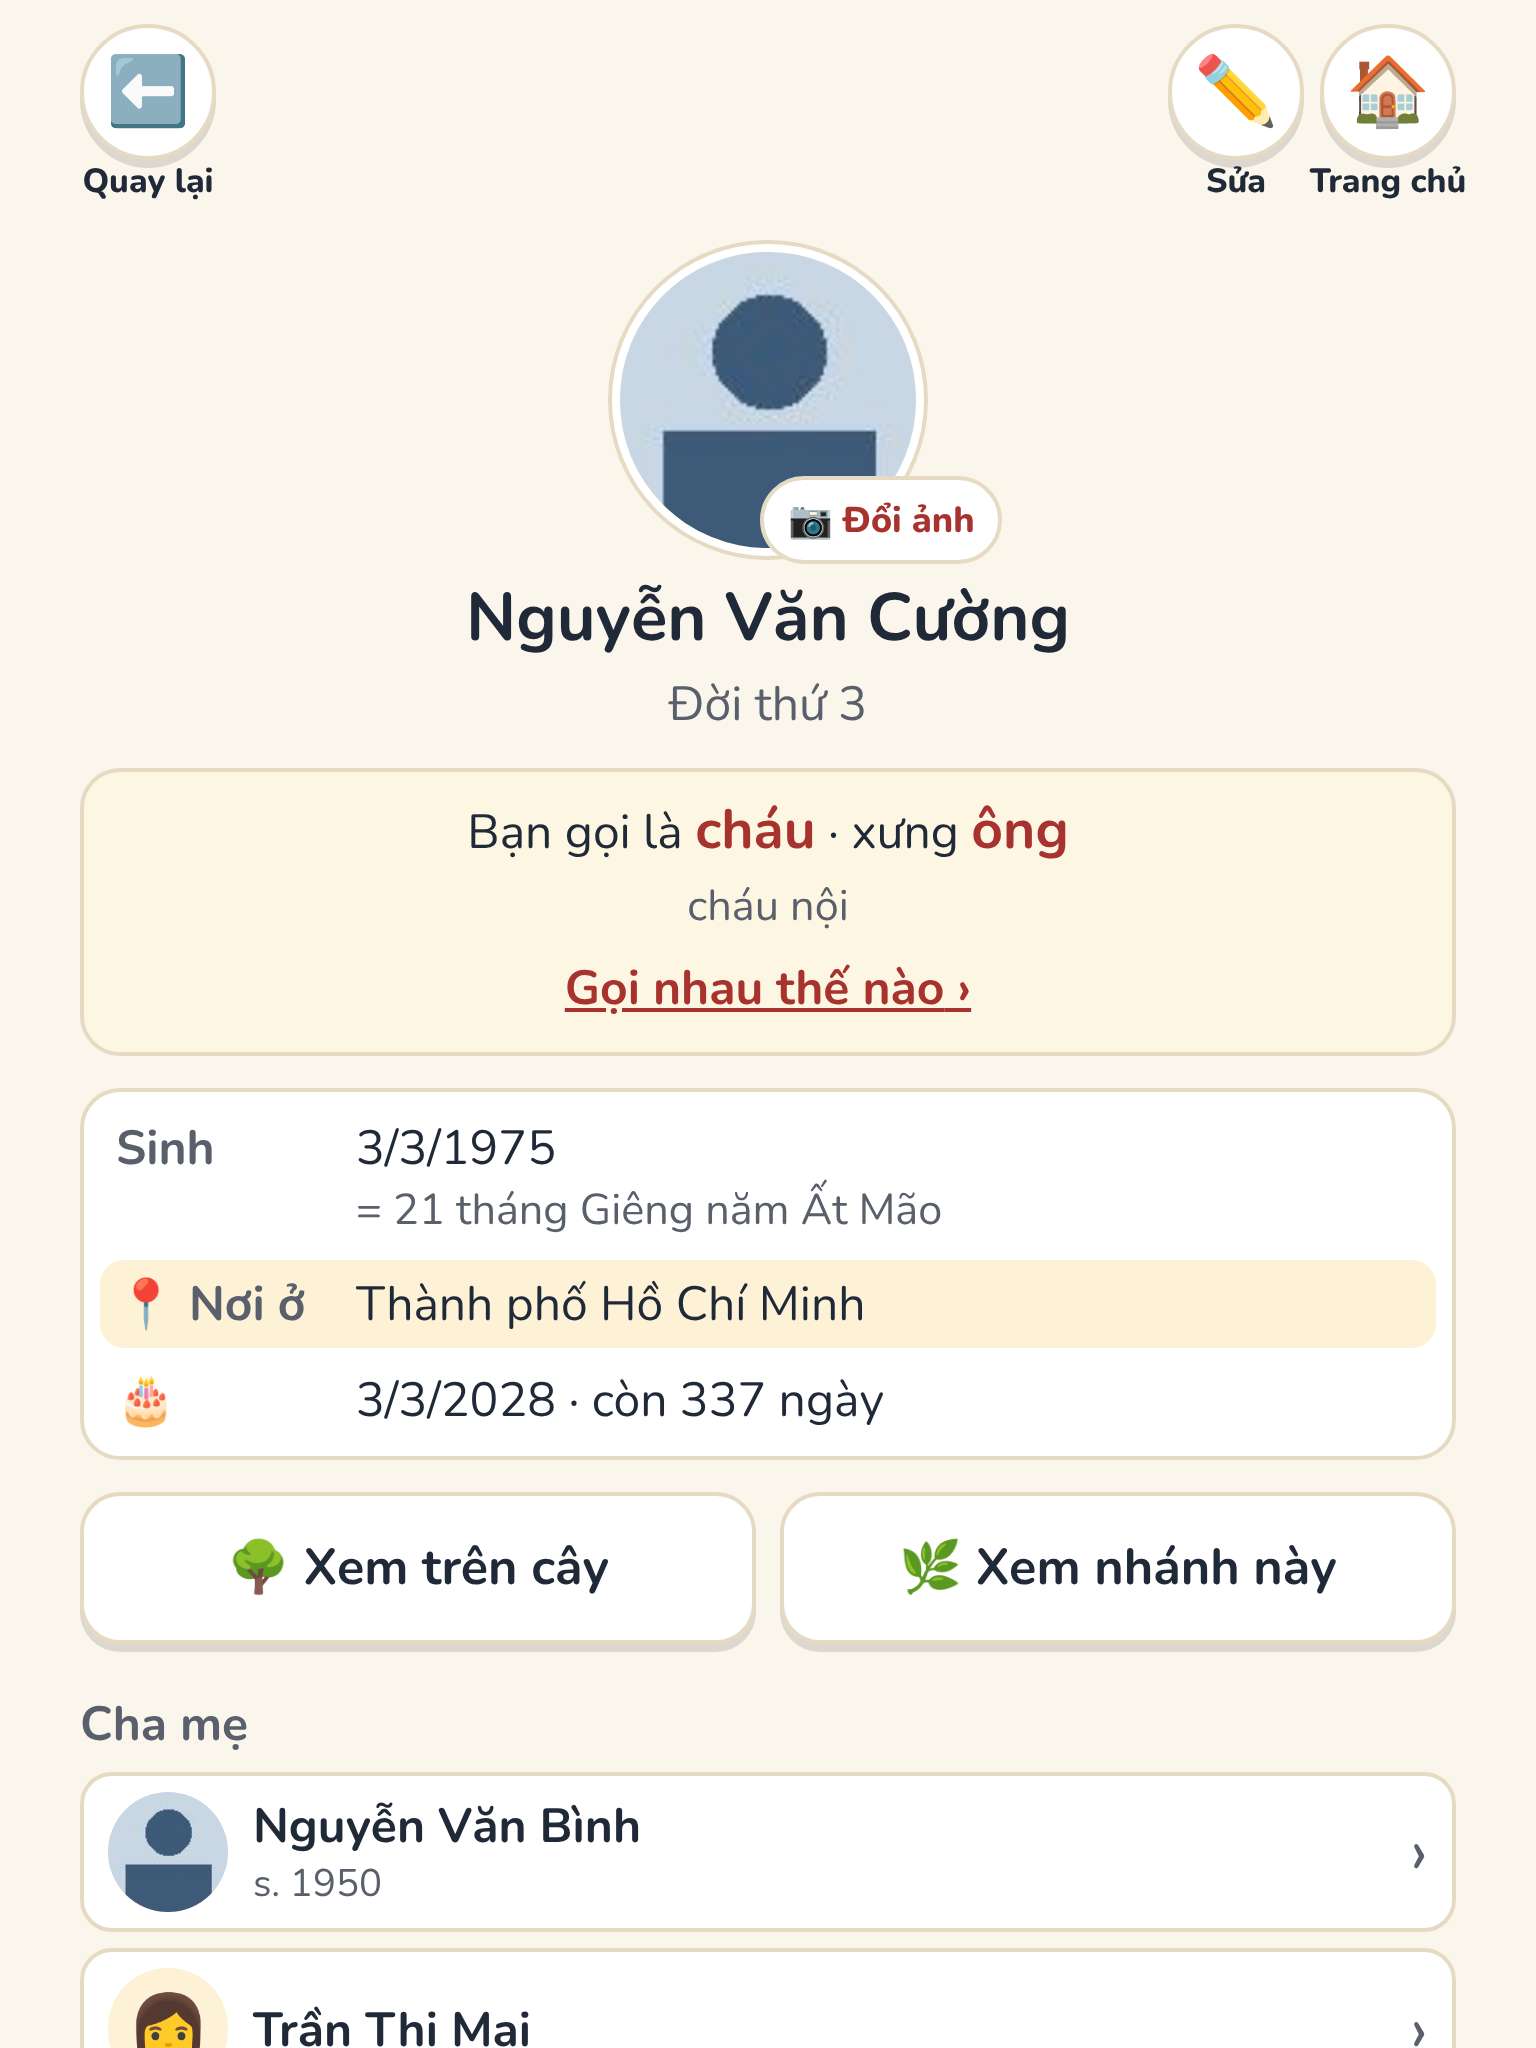 Quay lại
Sửa
Trang chủ
Đổi ảnh
Nguyễn Văn Cường
Đời thứ 3
Bạn gọi là cháu · xưng ông
cháu nội
Gọi nhau thế nào ›
Sinh 3/3/1975
= 21 tháng Giêng năm Ất Mão
Nơi ở Thành phố Hồ Chí Minh
3/3/2028 · còn 337 ngày
Xem trên cây
Xem nhánh này
Cha mẹ
Nguyễn Văn Bình ›
s. 1950
Trần Thi Mai ›